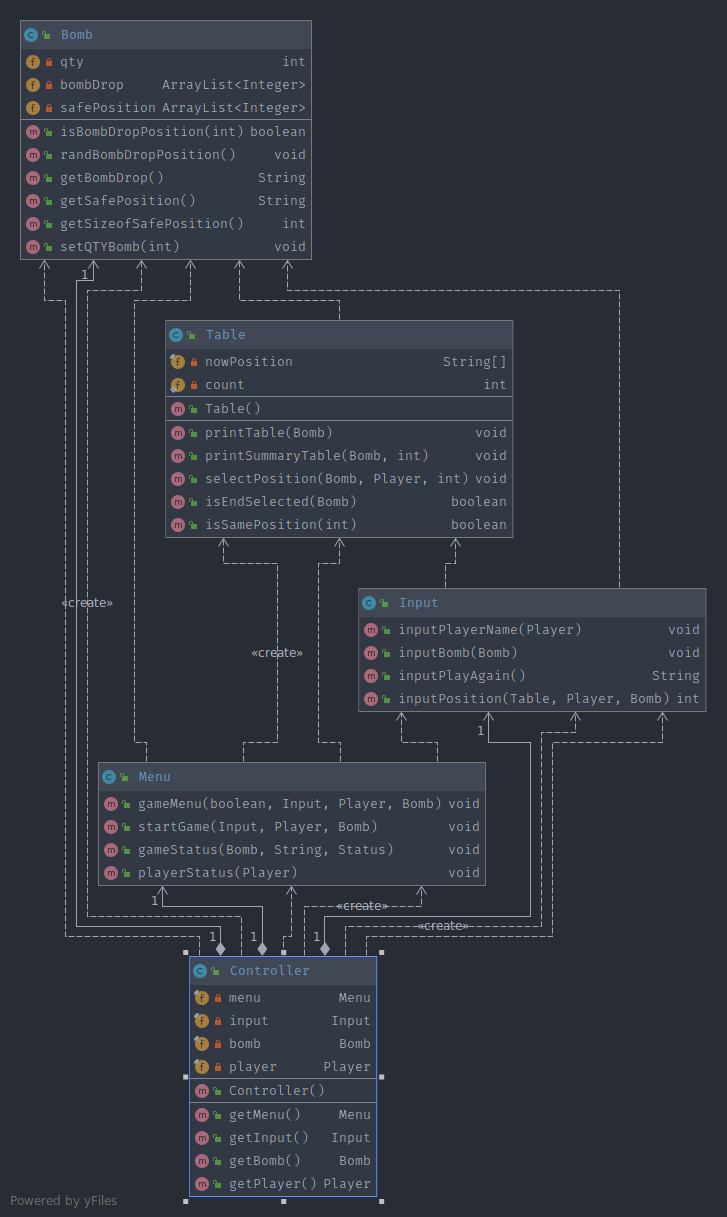 Bomb
qty int
bombDrop ArrayList<Integer>
safePosition ArrayList<Integer>
isBombDropPosition(int) boolean
randBombDropPosition() void
getBombDrop() String
getSafePosition() String
getSizeofSafePosition() int
setQTYBomb(int) void
1
Table
nowPosition String[]
count int
Table()
printTable(Bomb) void
printSummaryTable(Bomb, int) void
selectPosition(Bomb, Player, int) void
isEndSelected(Bomb) boolean
isSamePosition(int) boolean
«create»
«create»
Input
inputPlayerName(Player) void
inputBomb(Bomb) void
inputPlayAgain() String
inputPosition(Table, Player, Bomb) int
1
Menu
gameMenu(boolean, Input, Player, Bomb) void
startGame(Input, Player, Bomb) void
gameStatus(Bomb, String, Status) void
playerStatus(Player) void
1
«create»
«create»
1 1 1
Controller
menu Menu
input Input
bomb Bomb
player Player
Controller()
getMenu() Menu
getInput() Input
getBomb() Bomb
getPlayer() Player
Powered by yFiles